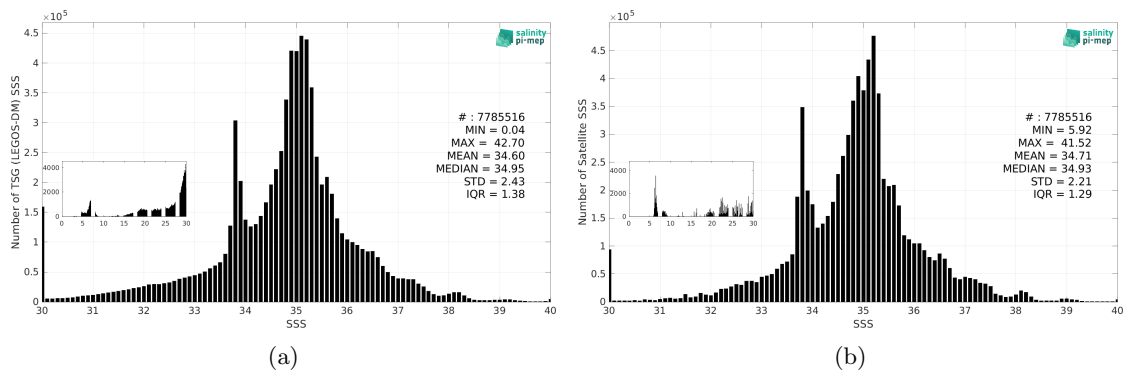 ×10⁵
4.5
4
3.5
3
2.5
2
1.5
1
0.5
0
Number of TSG (LEGOS-DM) SSS
30 31 32 33 34 35 36 37 38 39 40
SSS
salinity
pi-mep
# : 7785516
MIN = 0.04
MAX = 42.70
MEAN = 34.60
MEDIAN = 34.95
STD = 2.43
IQR = 1.38
4000
2000
0
0 5 10 15 20 25 30
(a)
×10⁵
4.5
4
3.5
3
2.5
2
1.5
1
0.5
0
Number of Satellite SSS
30 31 32 33 34 35 36 37 38 39 40
SSS
salinity
pi-mep
# : 7785516
MIN = 5.92
MAX = 41.52
MEAN = 34.71
MEDIAN = 34.93
STD = 2.21
IQR = 1.29
4000
2000
0
0 5 10 15 20 25 30
(b)